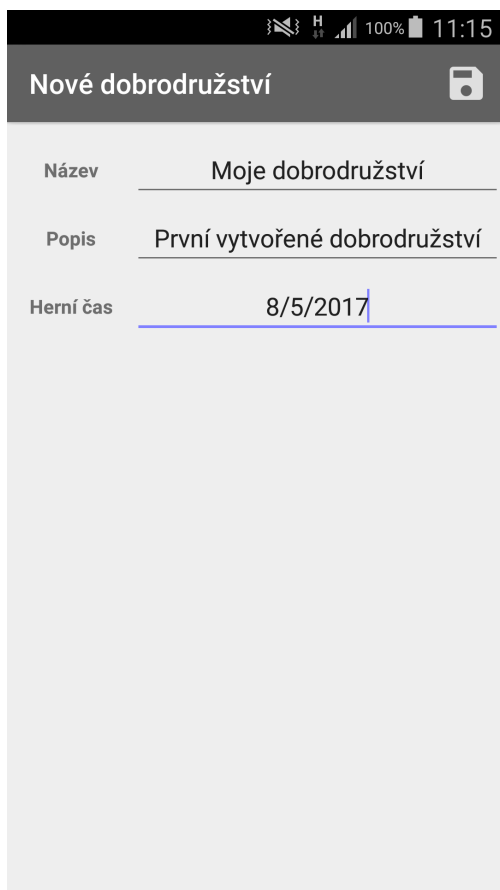 H 100% 11:15
Nové dobrodružství
Název Moje dobrodružství
Popis První vytvořené dobrodružství
Herní čas 8/5/2017